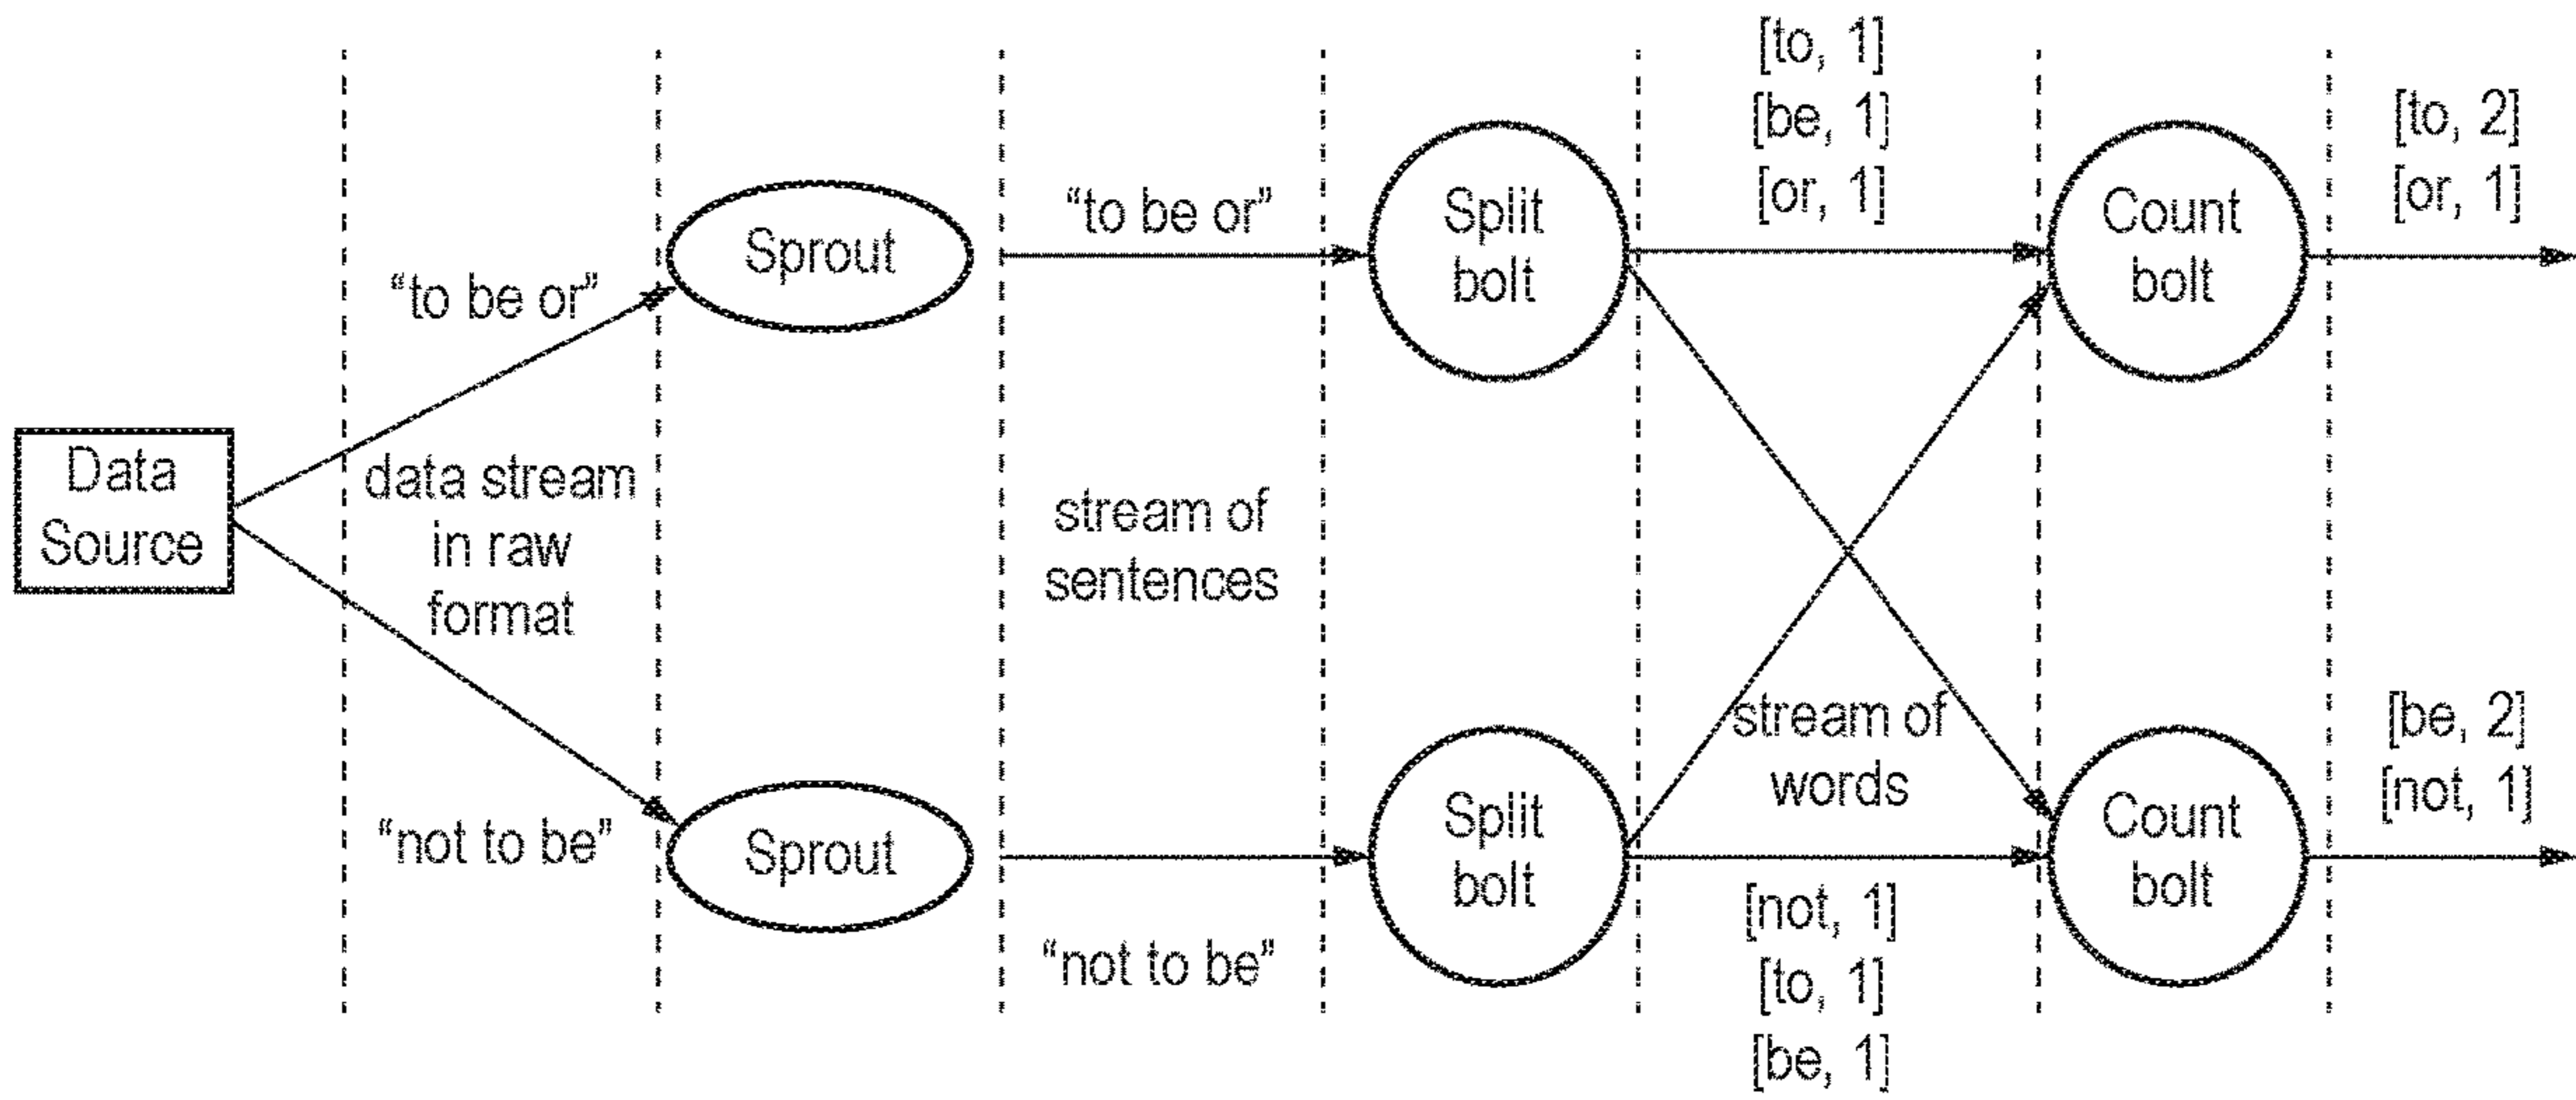 Data
Source
“to be or”
data stream
in raw
format
“not to be”
Sprout
Sprout
“to be or”
stream of
sentences
“not to be”
Split
bolt
Split
bolt
[to, 1]
[be, 1]
[or, 1]
stream of
words
[not, 1]
[to, 1]
[be, 1]
Count
bolt
Count
bolt
[to, 2]
[or, 1]
[be, 2]
[not, 1]